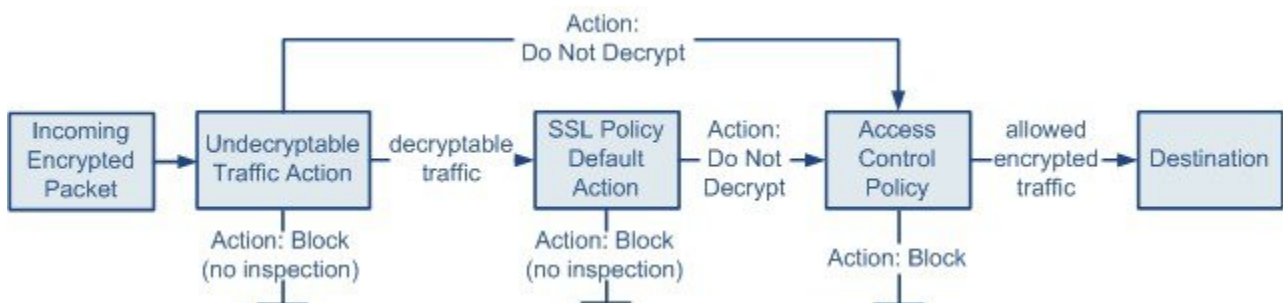 Action:
Do Not Decrypt
Incoming
Encrypted
Packet
Undecryptable
Traffic Action
decryptable
traffic
SSL Policy
Default
Action
Action:
Do Not
Decrypt
Access
Control
Policy
allowed
encrypted
traffic
Destination
Action: Block
(no inspection)
Action: Block
(no inspection)
Action: Block